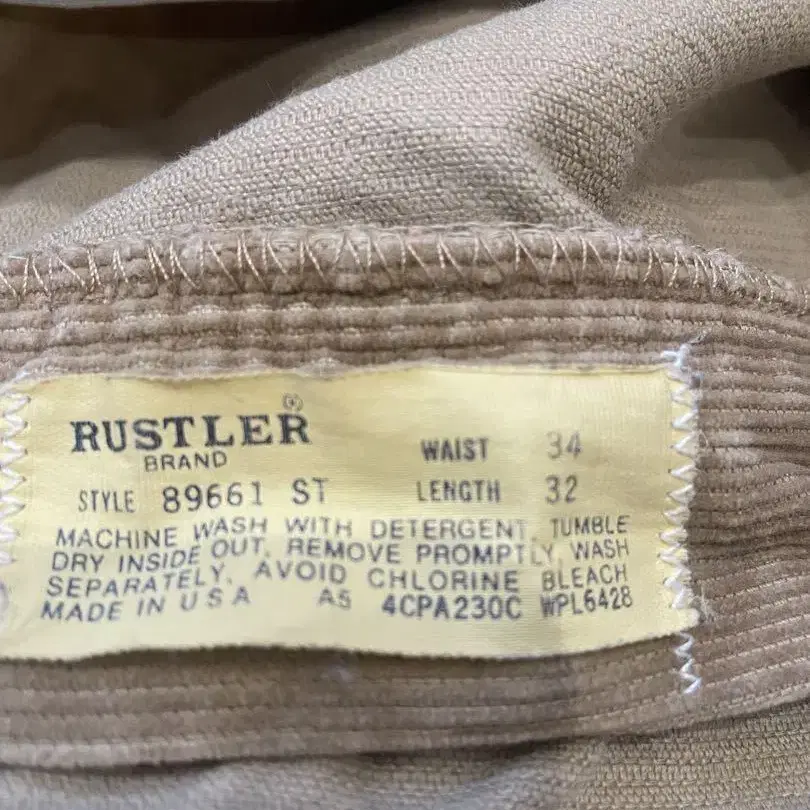 RUSTLER®
BRAND
WAIST 34
STYLE 89661 ST LENGTH 32
MACHINE WASH WITH DETERGENT, TUMBLE
DRY INSIDE OUT, REMOVE PROMPTLY, WASH
SEPARATELY, AVOID CHLORINE BLEACH
MADE IN U S A A5 4CPA230C WPL6428